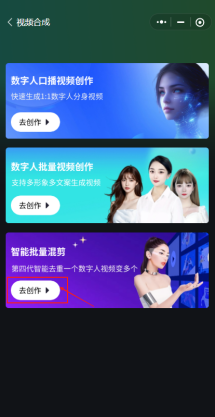 视频合成
数字人口播视频创作
快速生成1:1数字人分身视频
去创作
数字人批量视频创作
支持多形象多文案生成视频
去创作
智能批量混剪
第四代智能去重一个数字人视频变多个
去创作